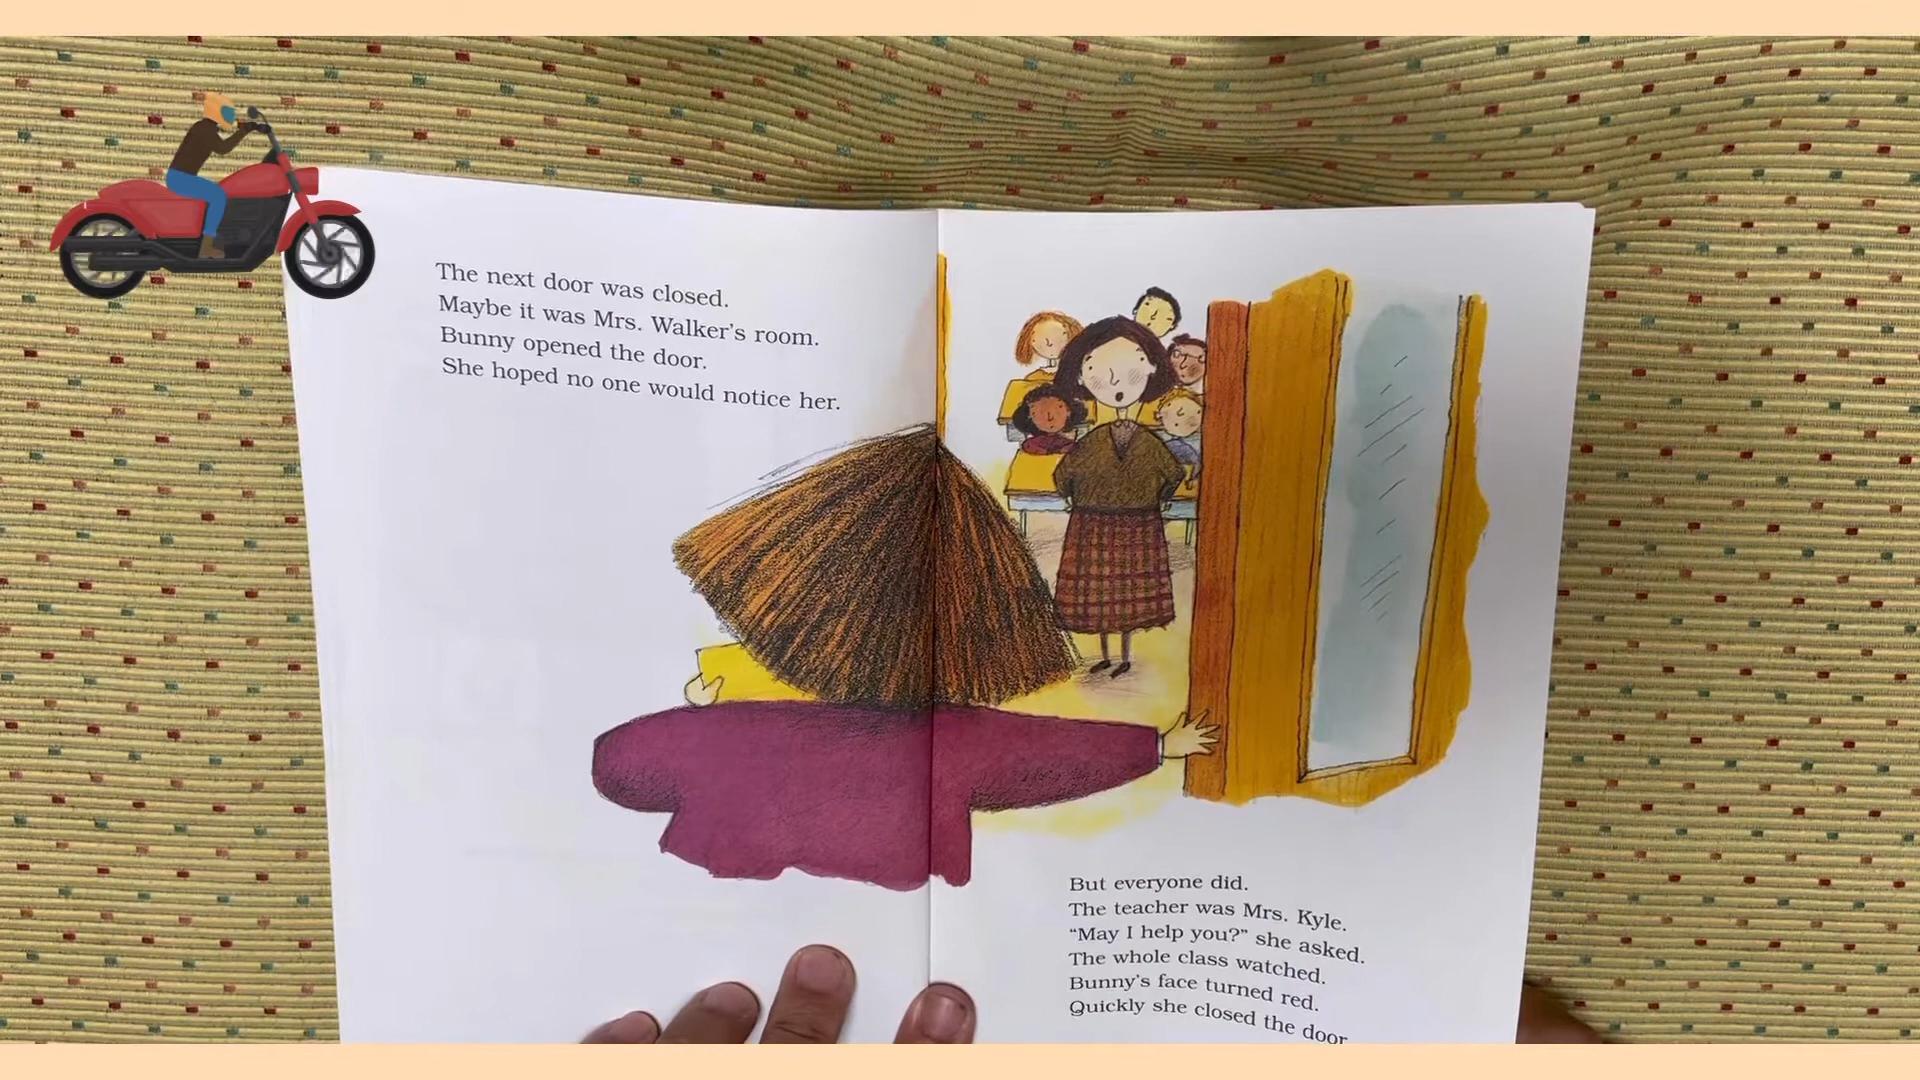 The next door was closed.
Maybe it was Mrs. Walker's room.
Bunny opened the door.
She hoped no one would notice her.
But everyone did.
The teacher was Mrs. Kyle.
“May I help you?” she asked.
The whole class watched.
Bunny's face turned red.
Quickly she closed the door